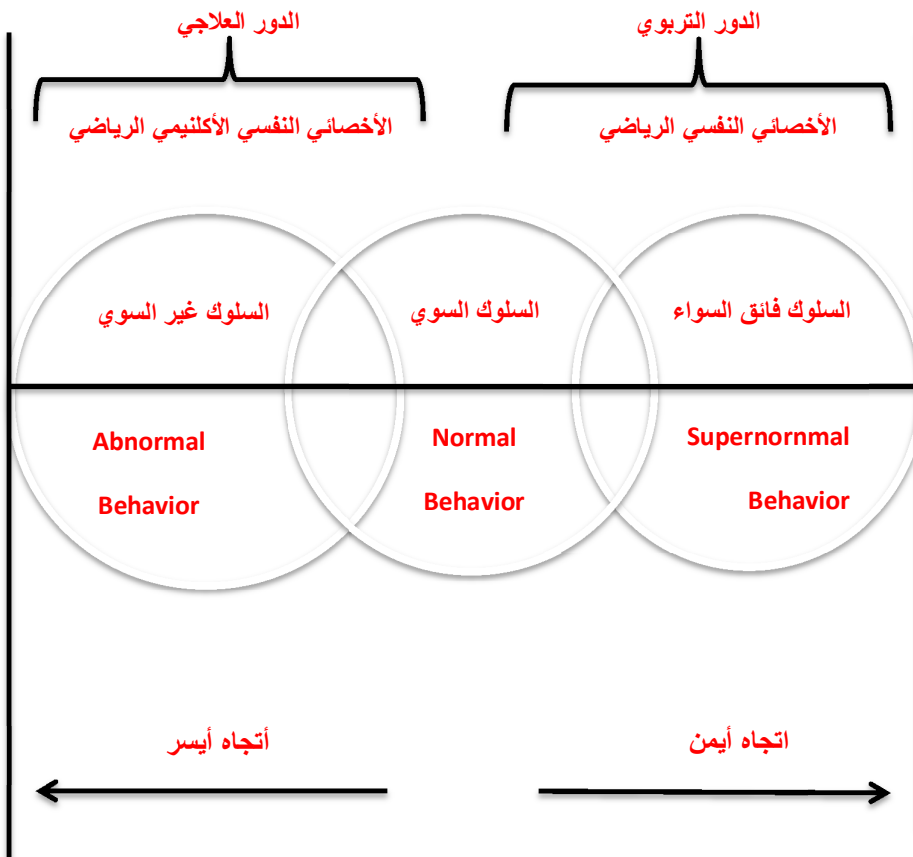 الدور التربوي
الدور العلاجي
الأخصائي النفسي الرياضي
الأخصائي النفسي الأكلنيمي الرياضي
السلوك فائق السواء
السلوك السوي
السلوك غير السوي
Abnormal
Behavior
Normal
Behavior
Supernornmal
Behavior
اتجاه أيمن
أتجاه أيسر